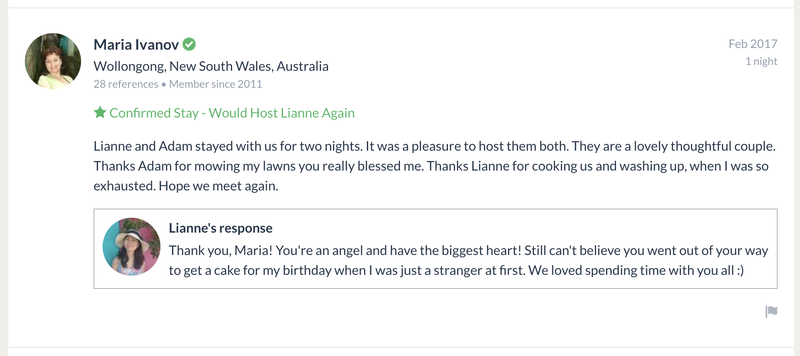 Maria Ivanov
Feb 2017
Wollongong, New South Wales, Australia
1 night
28 references • Member since 2011
Confirmed Stay - Would Host Lianne Again
Lianne and Adam stayed with us for two nights. It was a pleasure to host them both. They are a lovely thoughtful couple.
Thanks Adam for mowing my lawns you really blessed me. Thanks Lianne for cooking us and washing up, when I was so
exhausted. Hope we meet again.
Lianne's response
Thank you, Maria! You're an angel and have the biggest heart! Still can't believe you went out of your way
to get a cake for my birthday when I was just a stranger at first. We loved spending time with you all :)